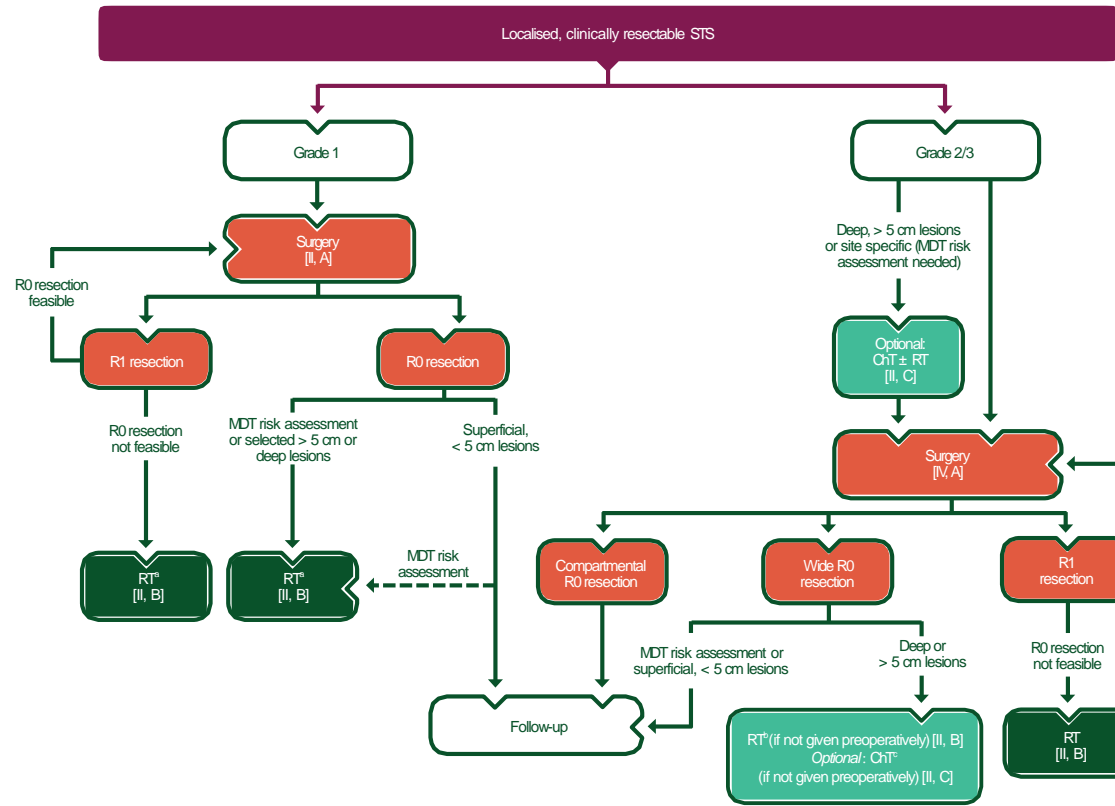 Localised, clinically resectable STS
Grade 1
Grade 2/3
Surgery
[II, A]
Deep, > 5 cm lesions
or site specific (MDT risk
assessment needed)
R0 resection
feasible
R1 resection
R0 resection
Optional:
ChT ± RT
[II, C]
R0 resection
not feasible
MDT risk assessment
or selected > 5 cm or
deep lesions
Superficial,
< 5 cm lesions
Surgery
[IV, A]
RTᵃ
[II, B]
RTᵃ
[II, B]
MDT risk
assessment
Compartmental
R0 resection
Wide R0
resection
R1
resection
MDT risk assessment or
superficial, < 5 cm lesions
Deep or
> 5 cm lesions
R0 resection
not feasible
Follow-up
RTᵇ (if not given preoperatively) [II, B]
Optional: ChTᶜ
(if not given preoperatively) [II, C]
RT
[II, B]